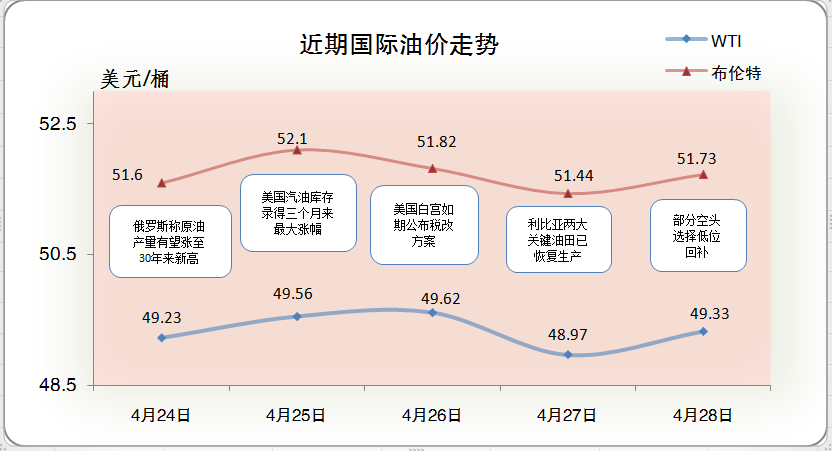 近期国际油价走势
WTI
布伦特
美元/桶
52.5
50.5
48.5
51.6
52.1
51.82
51.44
51.73
俄罗斯称原油
产量有望涨至
30年来新高
美国汽油库存
录得三个月来
最大涨幅
美国白宫如
期公布税改
方案
利比亚两大
关键油田已
恢复生产
部分空头
选择低位
回补
49.23
49.56
49.62
48.97
49.33
4月24日
4月25日
4月26日
4月27日
4月28日